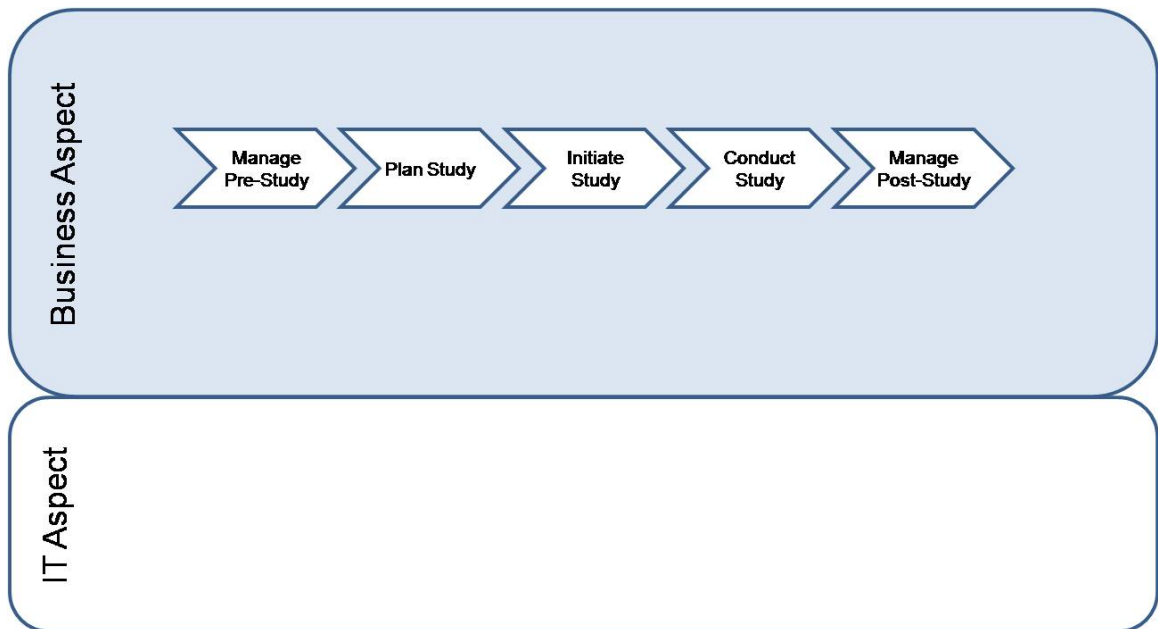 Business Aspect
Manage
Pre-Study
Plan Study
Initiate
Study
Conduct
Study
Manage
Post-Study
IT Aspect